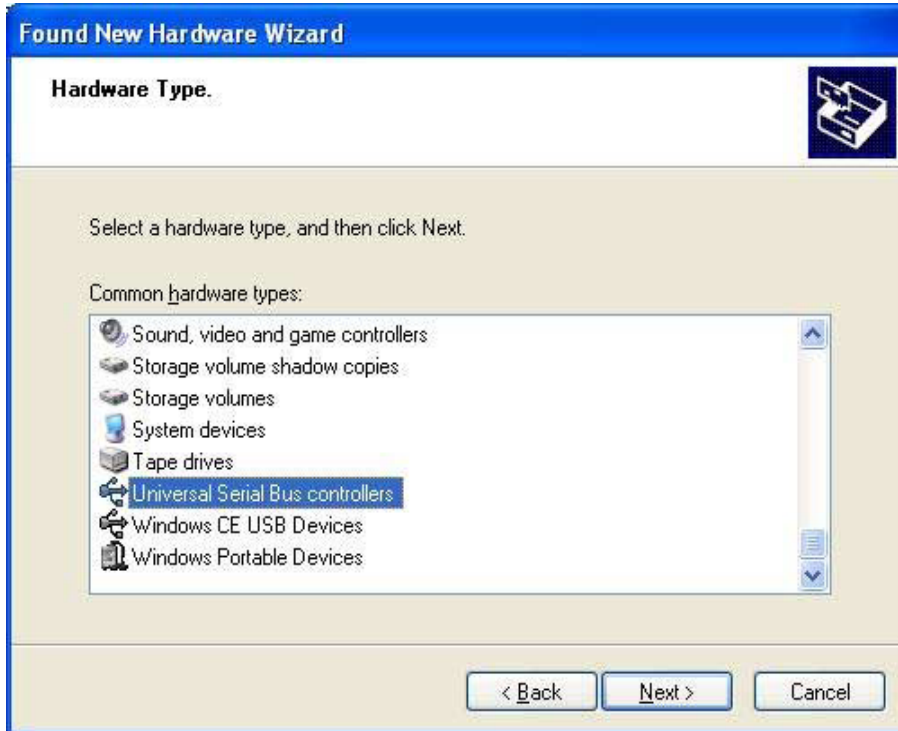 Found New Hardware Wizard
Hardware Type.
Select a hardware type, and then click Next.
Common hardware types:
Sound, video and game controllers
Storage volume shadow copies
Storage volumes
System devices
Tape drives
Universal Serial Bus controllers
Windows CE USB Devices
Windows Portable Devices
< Back
Next >
Cancel